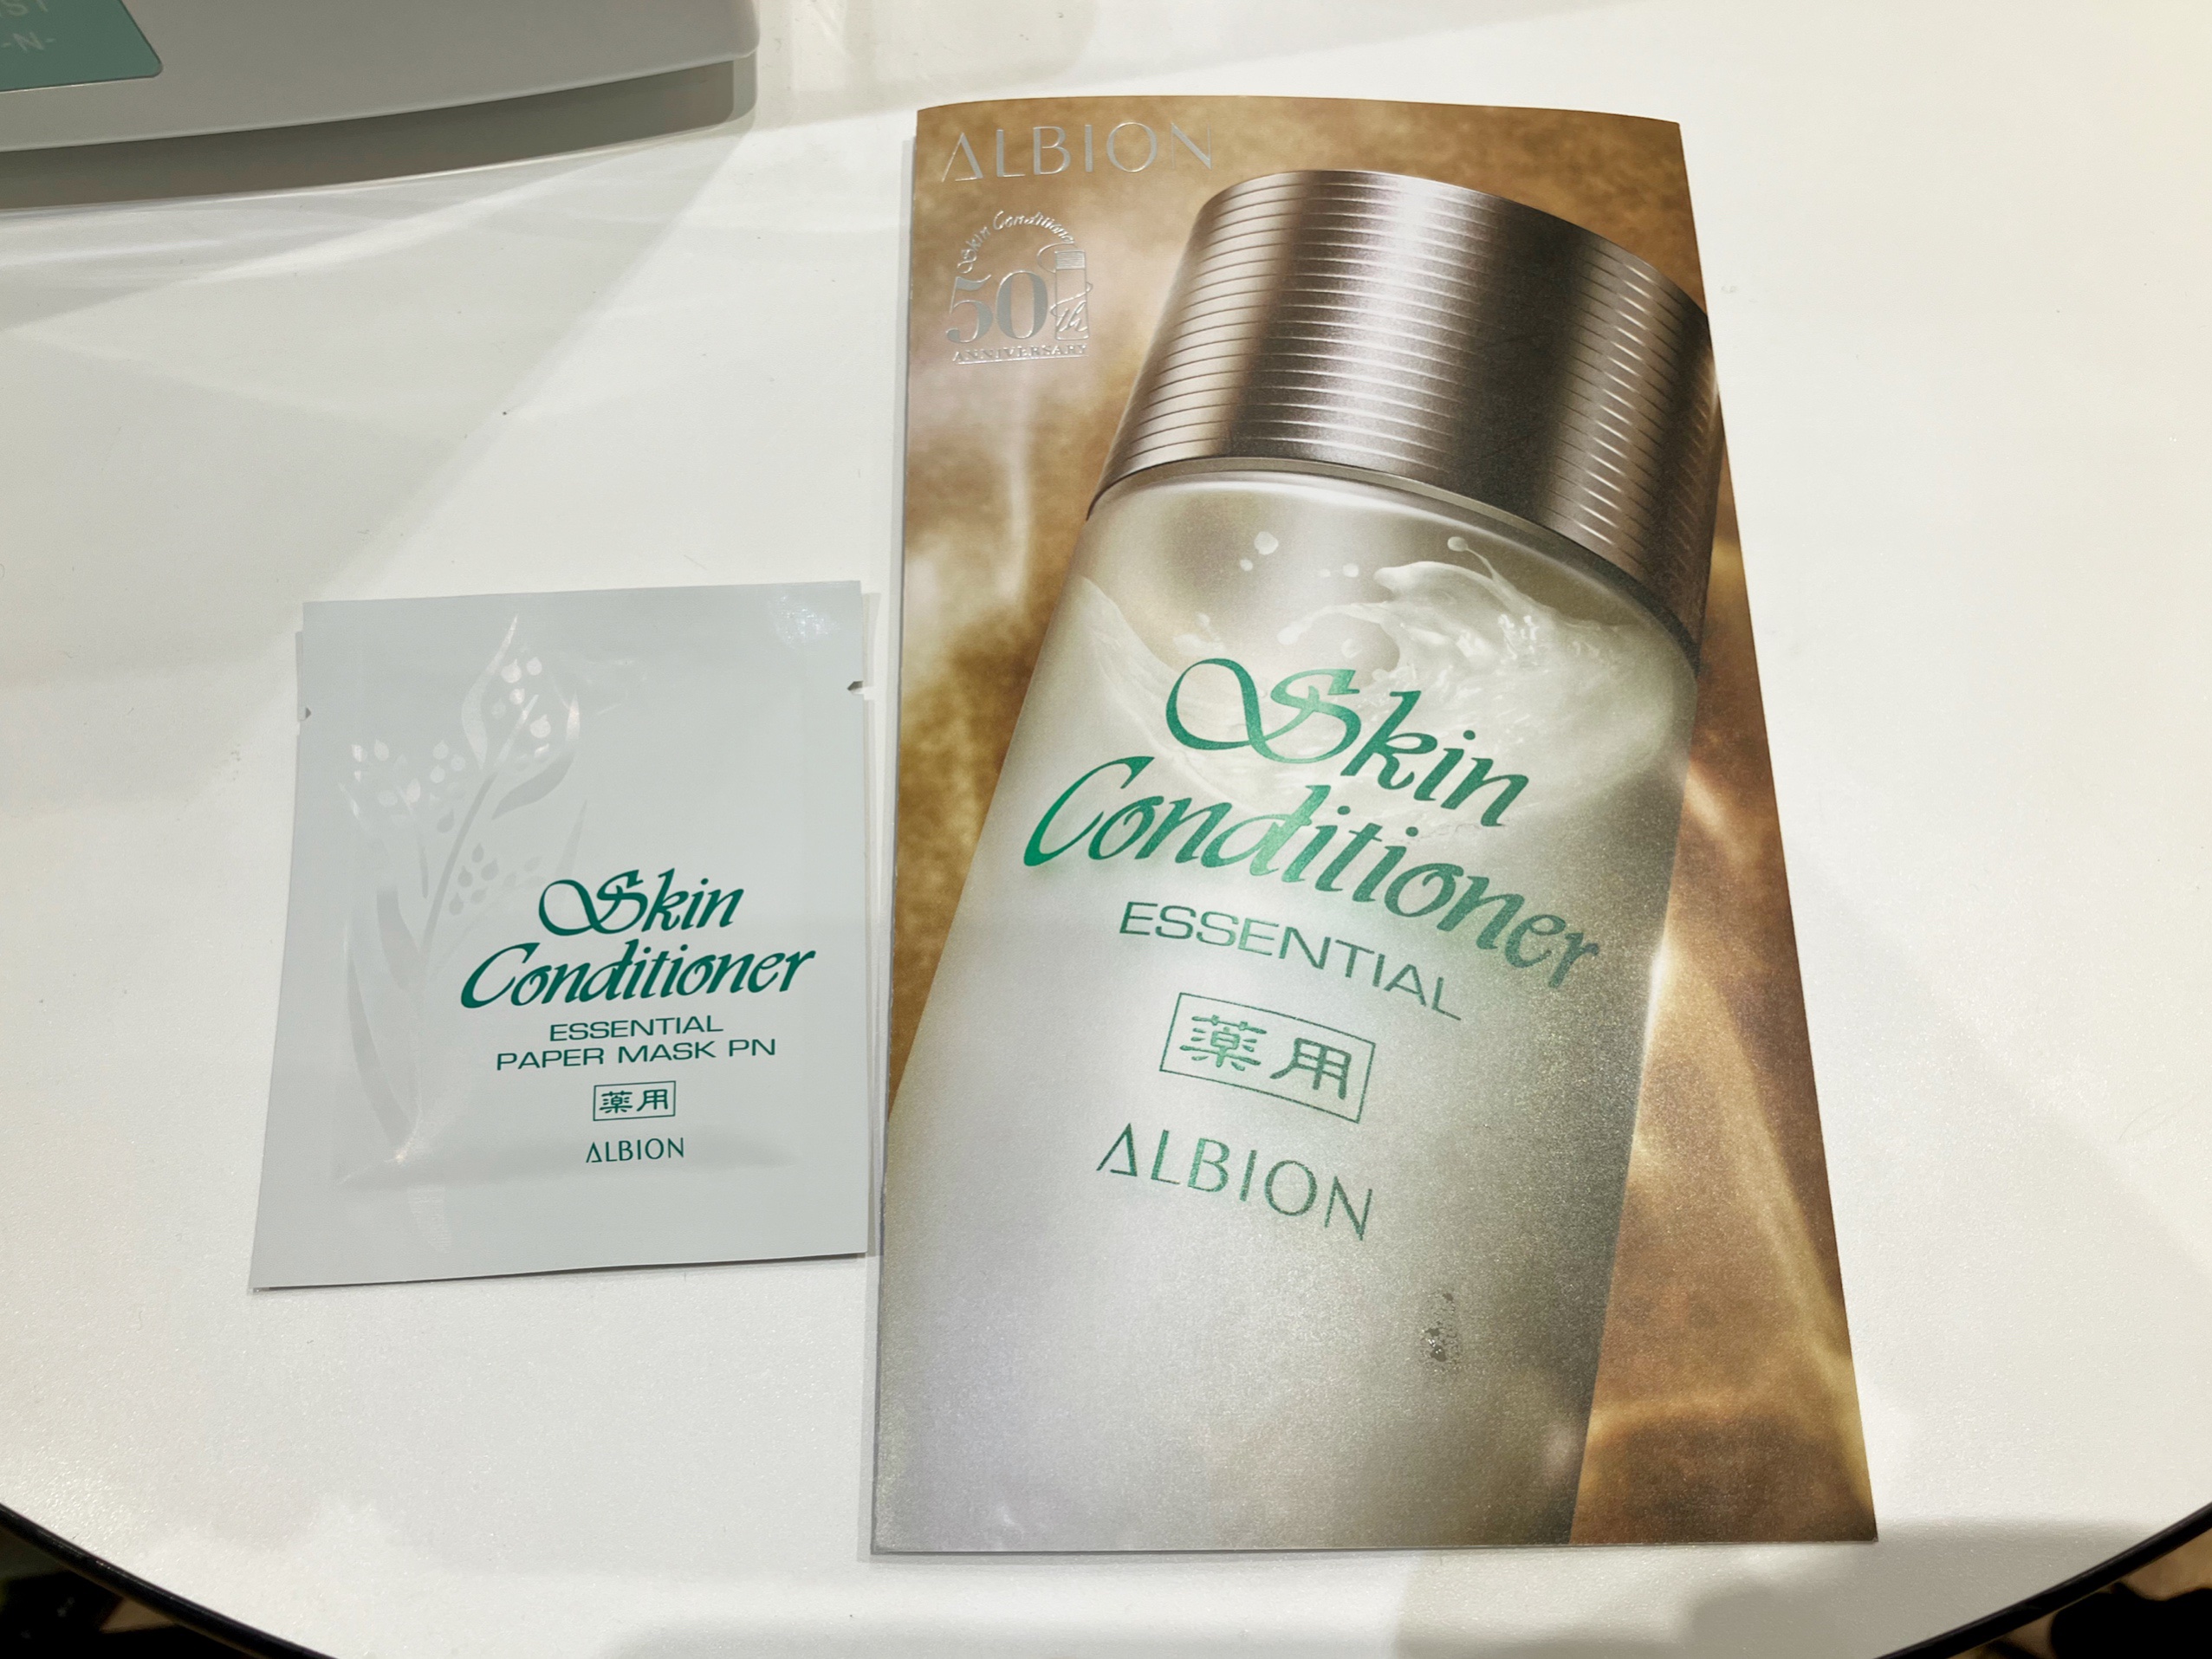 -N-
Skin
Conditioner
ESSENTIAL
PAPER MASK PN
薬用
ALBION
ALBION
Skin Conditioner
50th
ANNIVERSARY
Skin
Conditioner
ESSENTIAL
薬用
ALBION